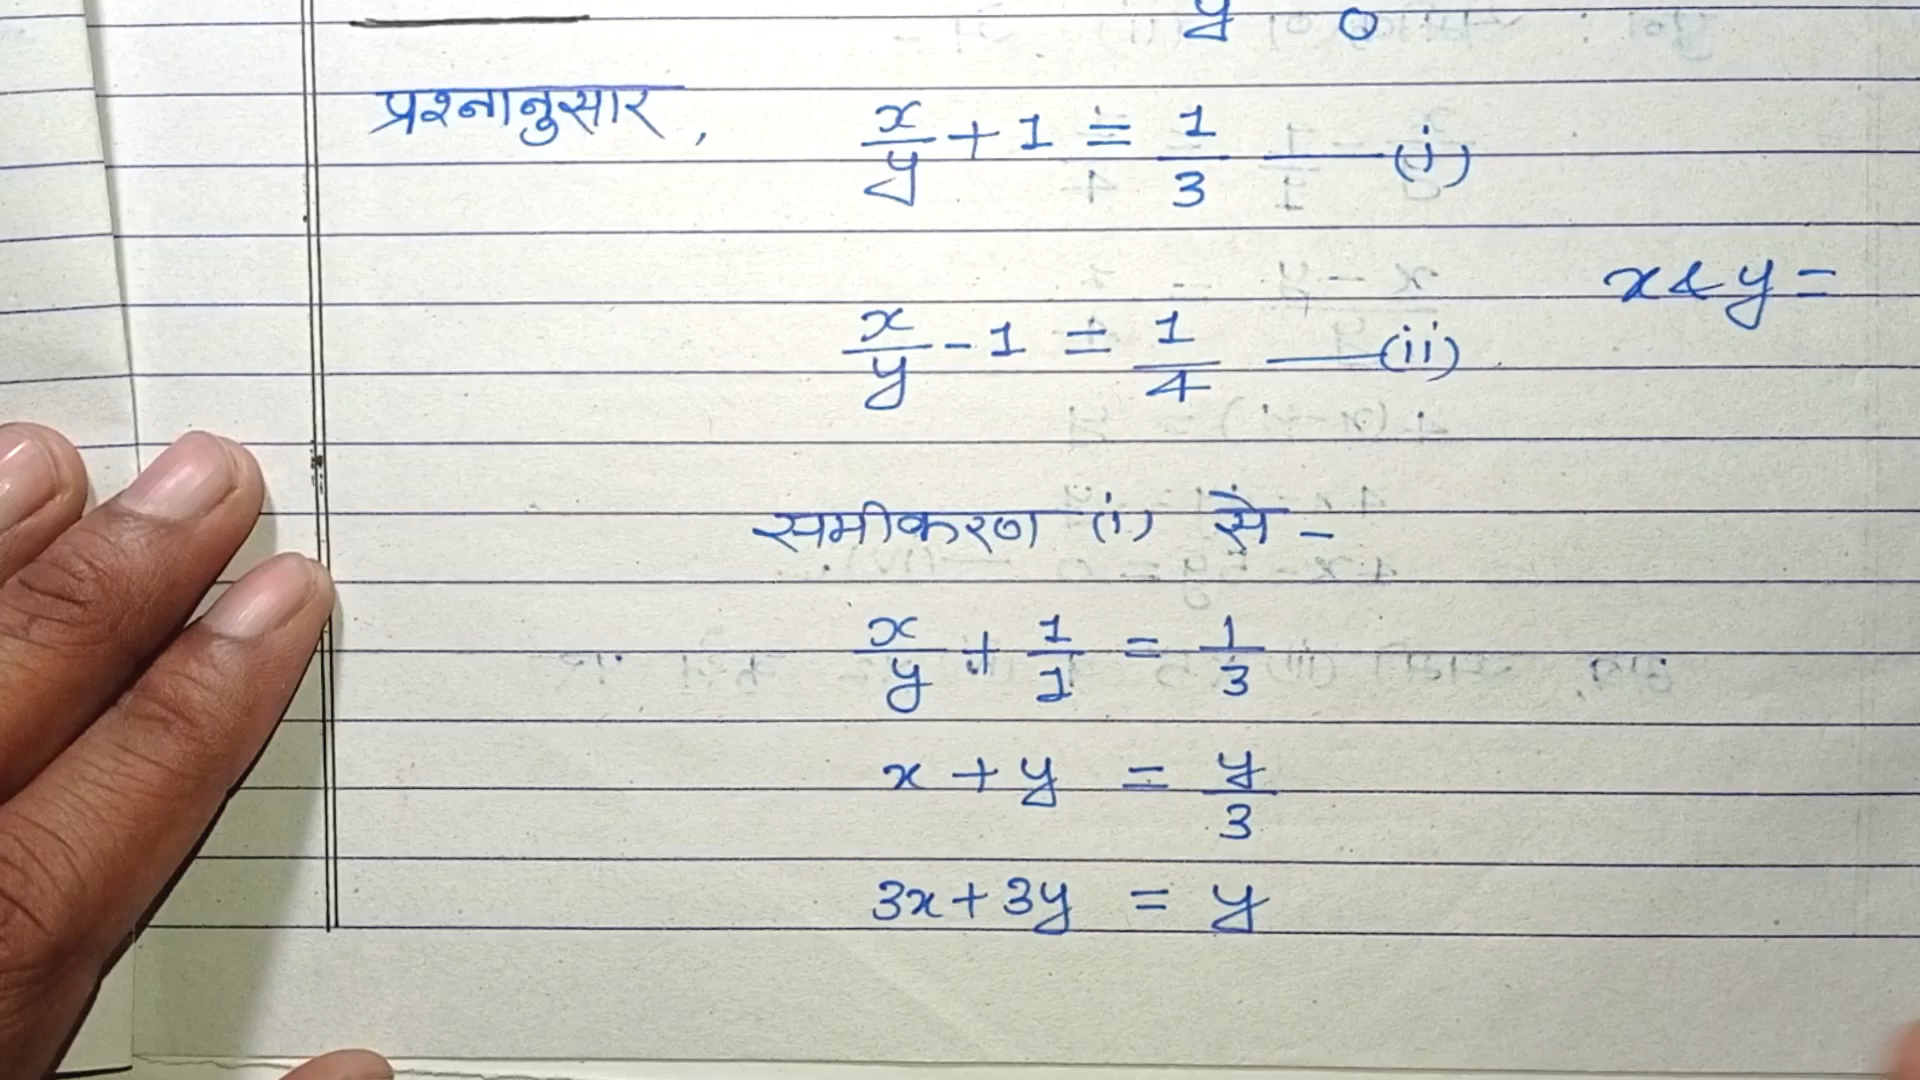 प्रश्नानुसार, x/y + 1 = 1/3 —— (i)
x & y =
x/y - 1 = 1/4 —— (ii)
समीकरण (i) से -
x/y + 1/1 = 1/3
x + y = y/3
3x + 3y = y